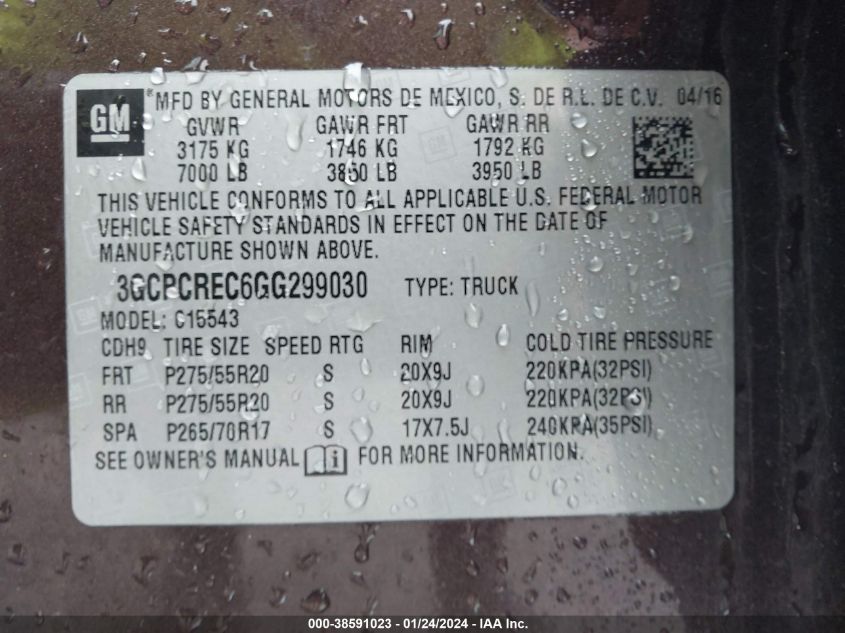 GM
® MFD BY GENERAL MOTORS DE MEXICO, S. DE R.L. DE C.V. 04/16
GVWR GAWR FRT GAWR RR
3175 KG 1746 KG 1792 KG
7000 LB 3850 LB 3950 LB
THIS VEHICLE CONFORMS TO ALL APPLICABLE U.S. FEDERAL MOTOR
VEHICLE SAFETY STANDARDS IN EFFECT ON THE DATE OF
MANUFACTURE SHOWN ABOVE.
3GCPCREC6GG299030 TYPE: TRUCK
MODEL: C15543
CDH9 TIRE SIZE SPEED RTG RIM COLD TIRE PRESSURE
FRT P275/55R20 S 20X9J 220KPA(32PSI)
RR P275/55R20 S 20X9J 220KPA(32PSI)
SPA P265/70R17 S 17X7.5J 240KPA(35PSI)
SEE OWNER'S MANUAL i FOR MORE INFORMATION.
000-38591023 - 01/24/2024 - IAA Inc.